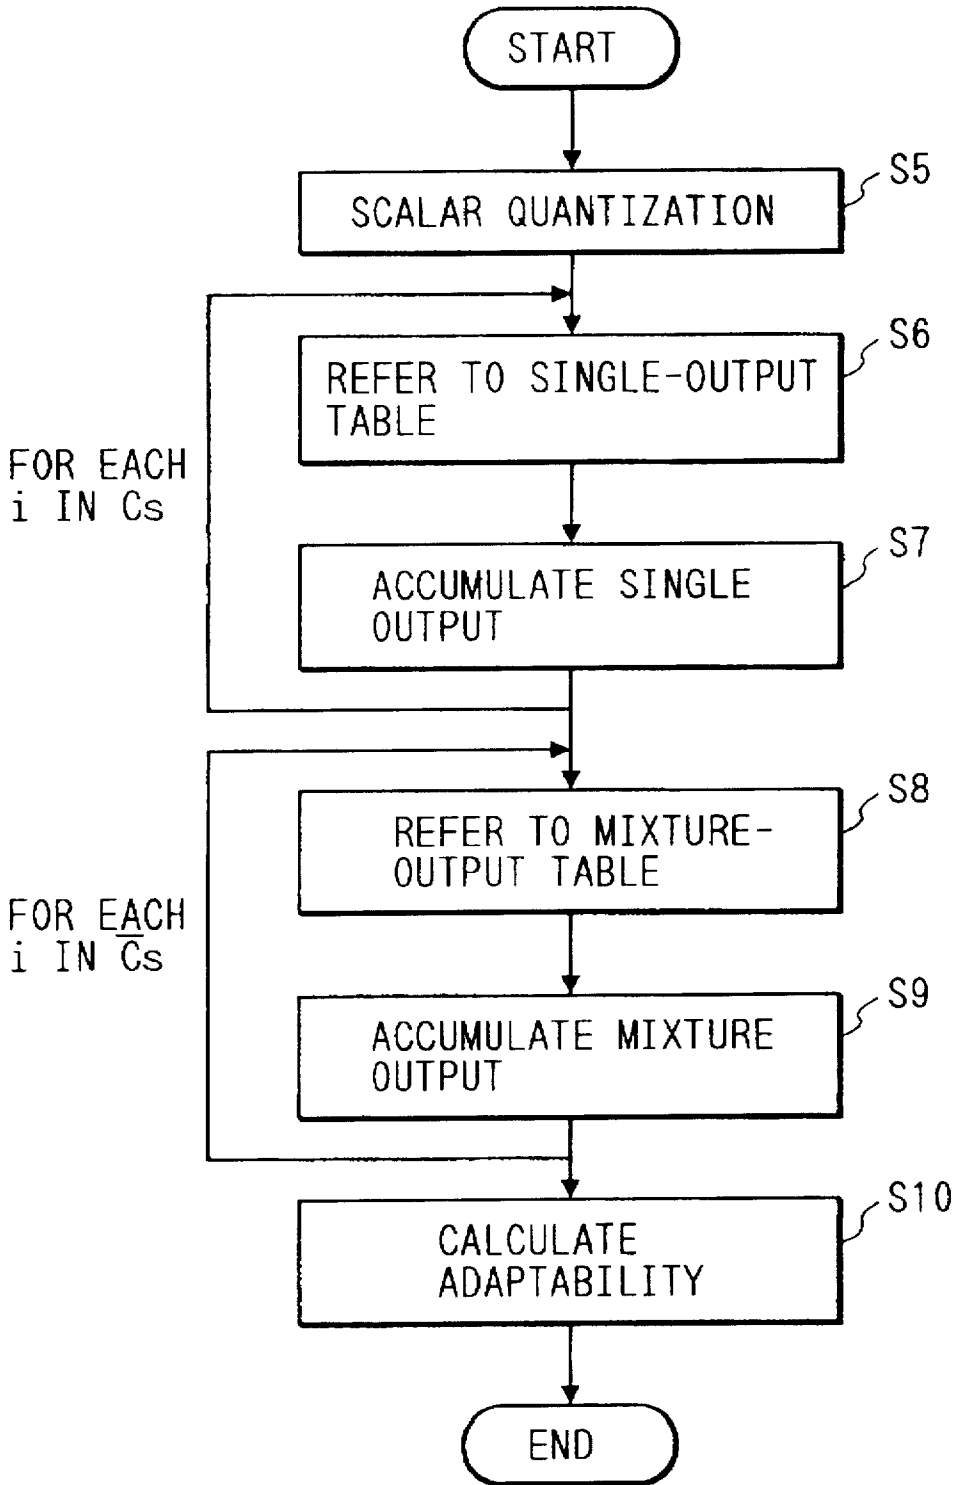 START
S5
SCALAR QUANTIZATION
S6
REFER TO SINGLE-OUTPUT
TABLE
FOR EACH
i IN Cs
S7
ACCUMULATE SINGLE
OUTPUT
S8
REFER TO MIXTURE-
OUTPUT TABLE
FOR EACH
i IN C̅s
S9
ACCUMULATE MIXTURE
OUTPUT
S10
CALCULATE
ADAPTABILITY
END